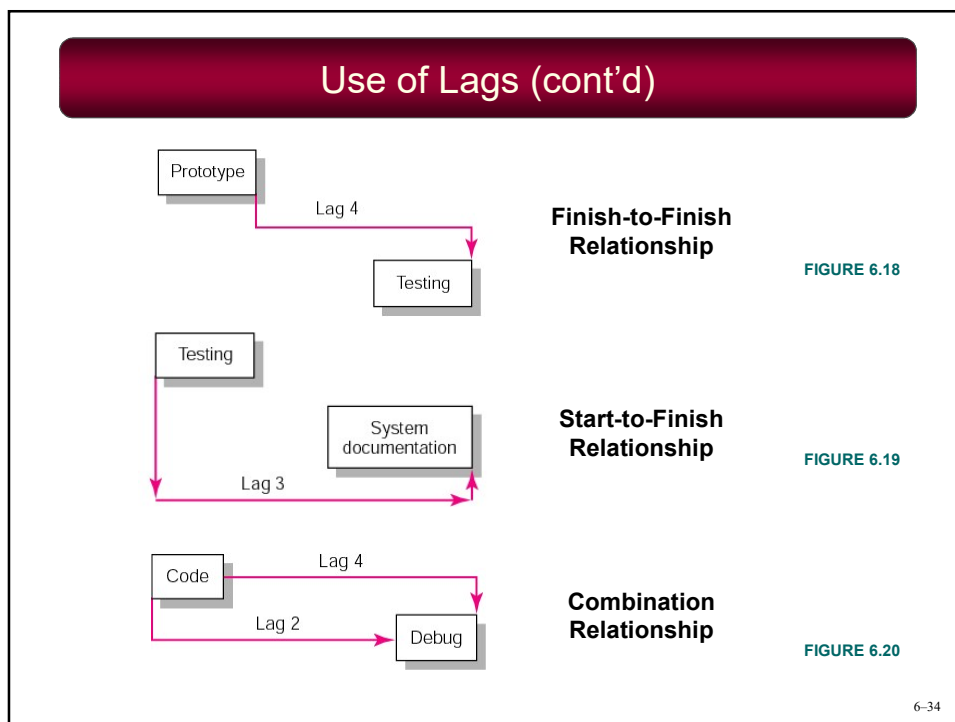 Use of Lags (cont'd)
Prototype
Lag 4
Testing
Finish-to-Finish
Relationship
FIGURE 6.18
Testing
System
documentation
Lag 3
Start-to-Finish
Relationship
FIGURE 6.19
Code
Lag 4
Lag 2
Debug
Combination
Relationship
FIGURE 6.20
6–34